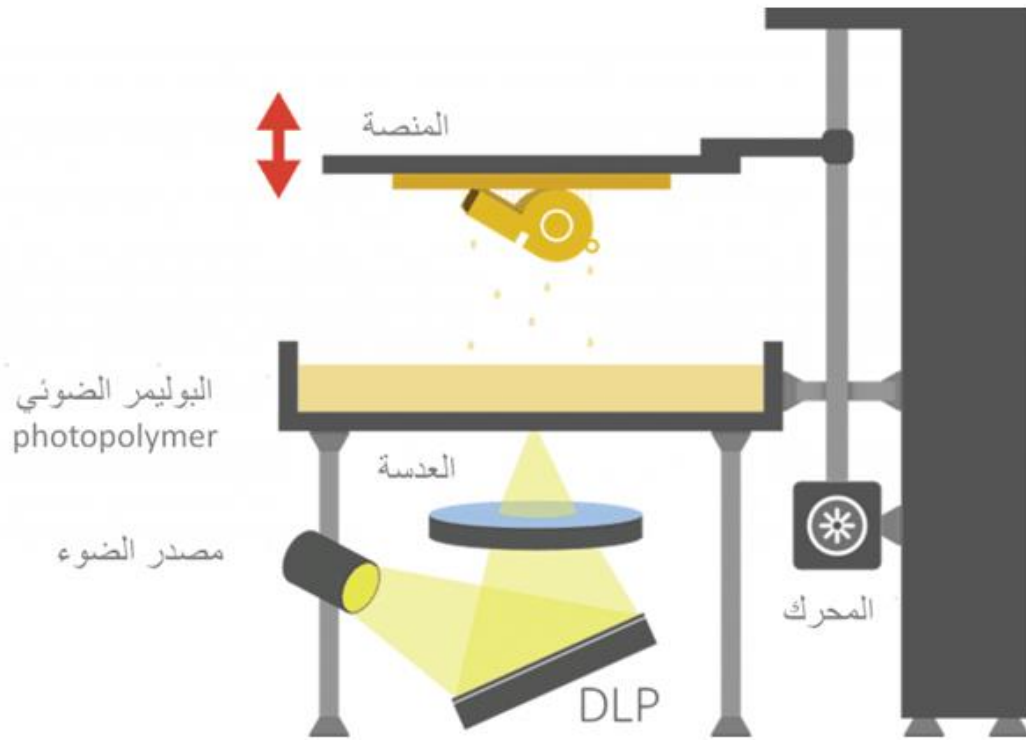 المنصة
البوليمر الضوئي
photopolymer
العدسة
مصدر الضوء
المحرك
DLP